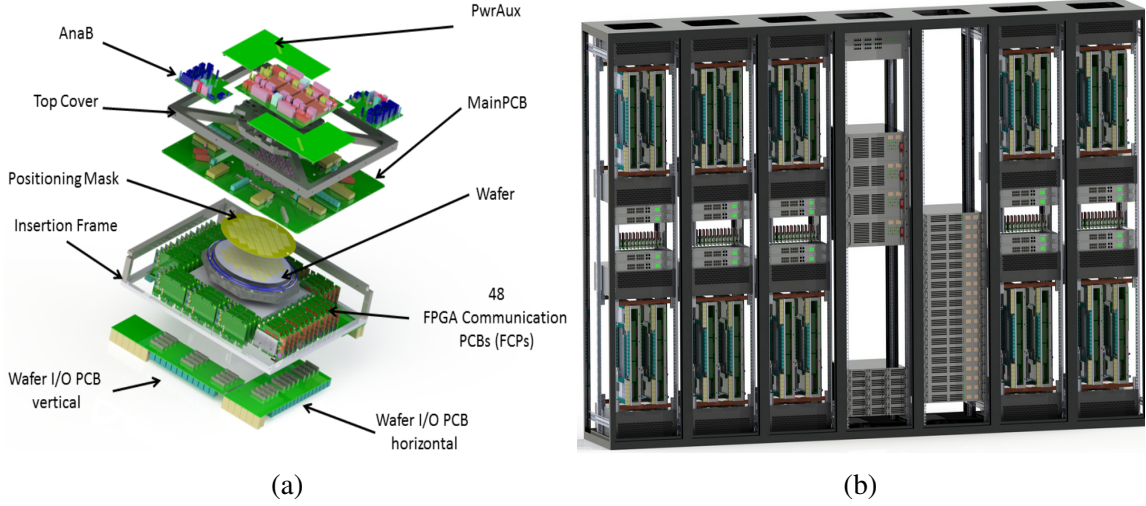 PwrAux
AnaB
Top Cover
MainPCB
Positioning Mask
Wafer
Insertion Frame
48
FPGA Communication
PCBs (FCPs)
Wafer I/O PCB
vertical
Wafer I/O PCB
horizontal
(a)
(b)